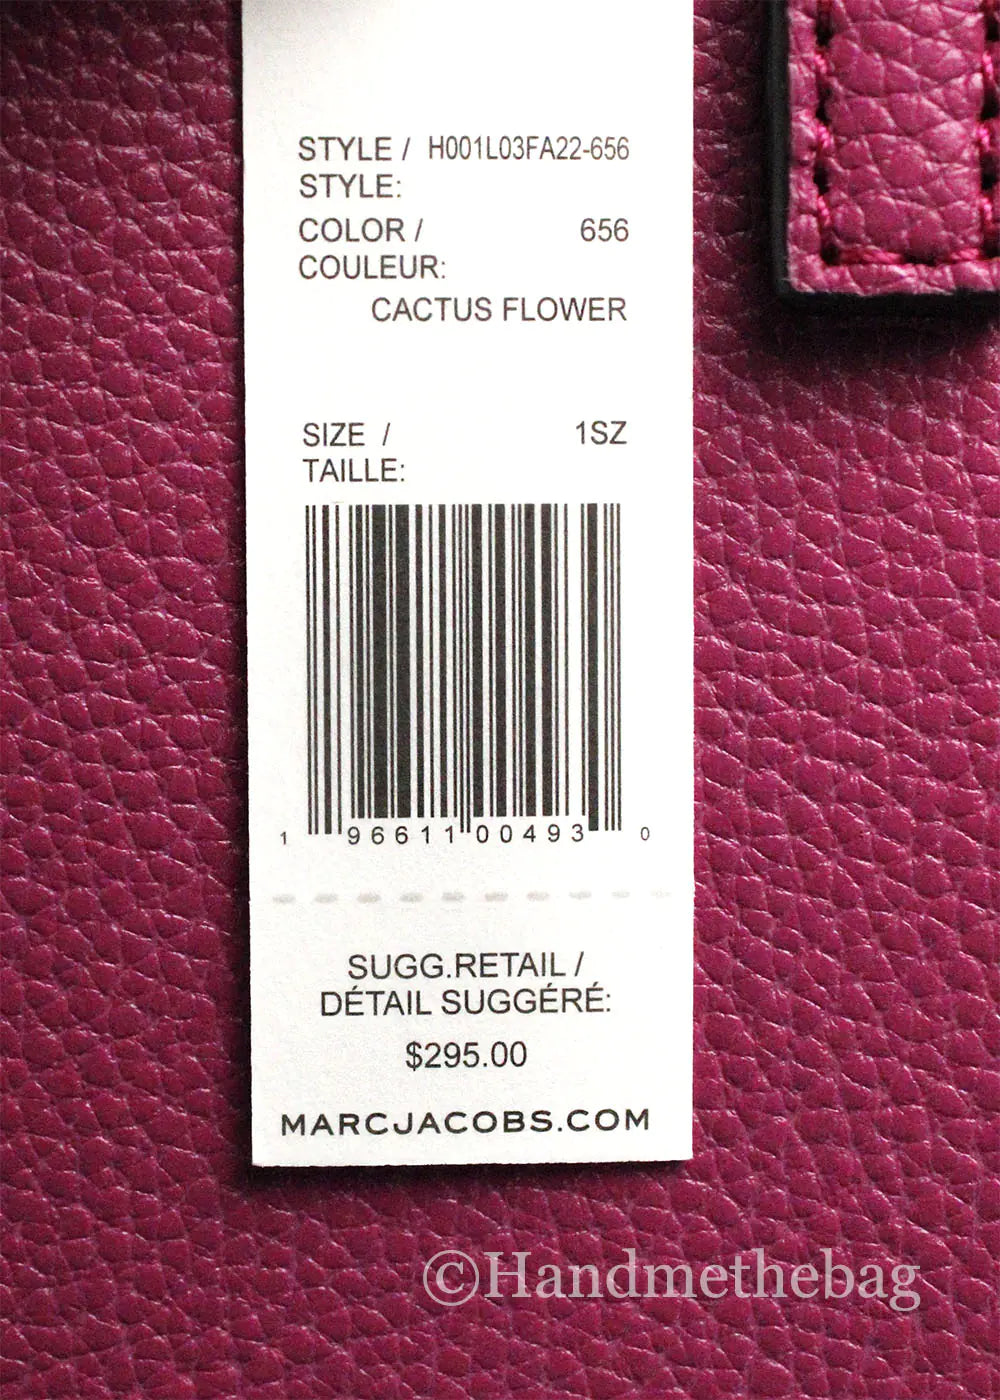 STYLE / H001L03FA22-656
STYLE:
COLOR / 656
COULEUR:
CACTUS FLOWER
SIZE / 1SZ
TAILLE:
1 96611 00493 0
SUGG.RETAIL /
DÉTAIL SUGGÉRÉ:
$295.00
MARCJACOBS.COM
©Handmethebag